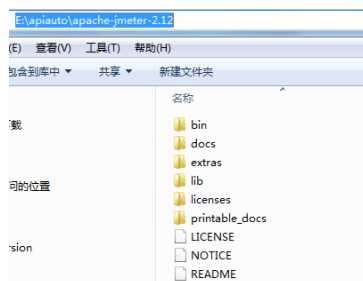 E:\apiauto\apache-jmeter-2.12
(E) 查看(V) 工具(T) 帮助(H)
包含到库中 共享 新建文件夹
名称
下载
bin
docs
extras
问的位置
lib
licenses
printable_docs
LICENSE
rsion
NOTICE
README